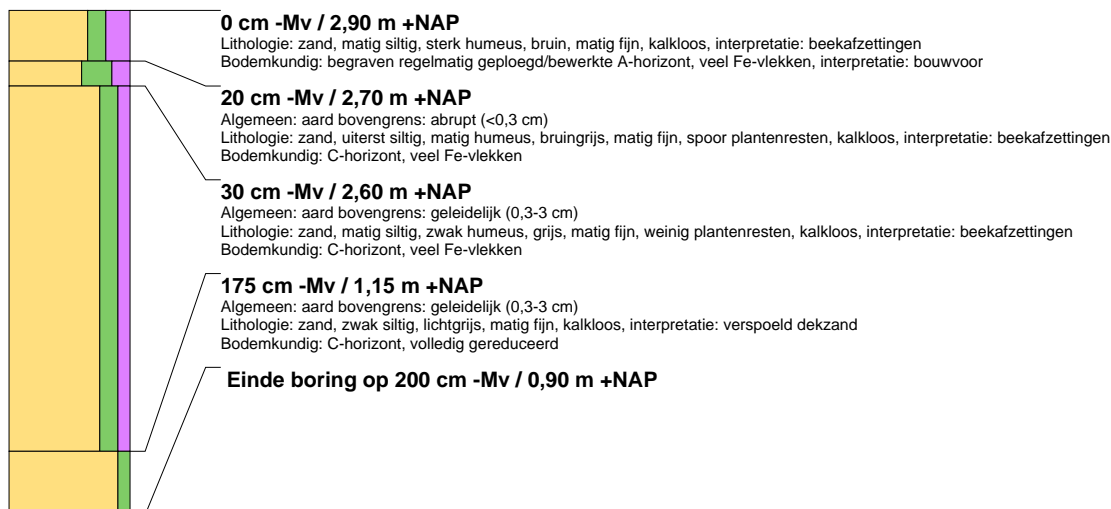 0 cm -Mv / 2,90 m +NAP
Lithologie: zand, matig siltig, sterk humeus, bruin, matig fijn, kalkloos, interpretatie: beekafzettingen
Bodemkundig: begraven regelmatig geploegd/bewerkte A-horizont, veel Fe-vlekken, interpretatie: bouwvoor
20 cm -Mv / 2,70 m +NAP
Algemeen: aard bovengrens: abrupt (<0,3 cm)
Lithologie: zand, uiterst siltig, matig humeus, bruingrijs, matig fijn, spoor plantenresten, kalkloos, interpretatie: beekafzettingen
Bodemkundig: C-horizont, veel Fe-vlekken
30 cm -Mv / 2,60 m +NAP
Algemeen: aard bovengrens: geleidelijk (0,3-3 cm)
Lithologie: zand, matig siltig, zwak humeus, grijs, matig fijn, weinig plantenresten, kalkloos, interpretatie: beekafzettingen
Bodemkundig: C-horizont, veel Fe-vlekken
175 cm -Mv / 1,15 m +NAP
Algemeen: aard bovengrens: geleidelijk (0,3-3 cm)
Lithologie: zand, zwak siltig, lichtgrijs, matig fijn, kalkloos, interpretatie: verspoeld dekzand
Bodemkundig: C-horizont, volledig gereduceerd
Einde boring op 200 cm -Mv / 0,90 m +NAP